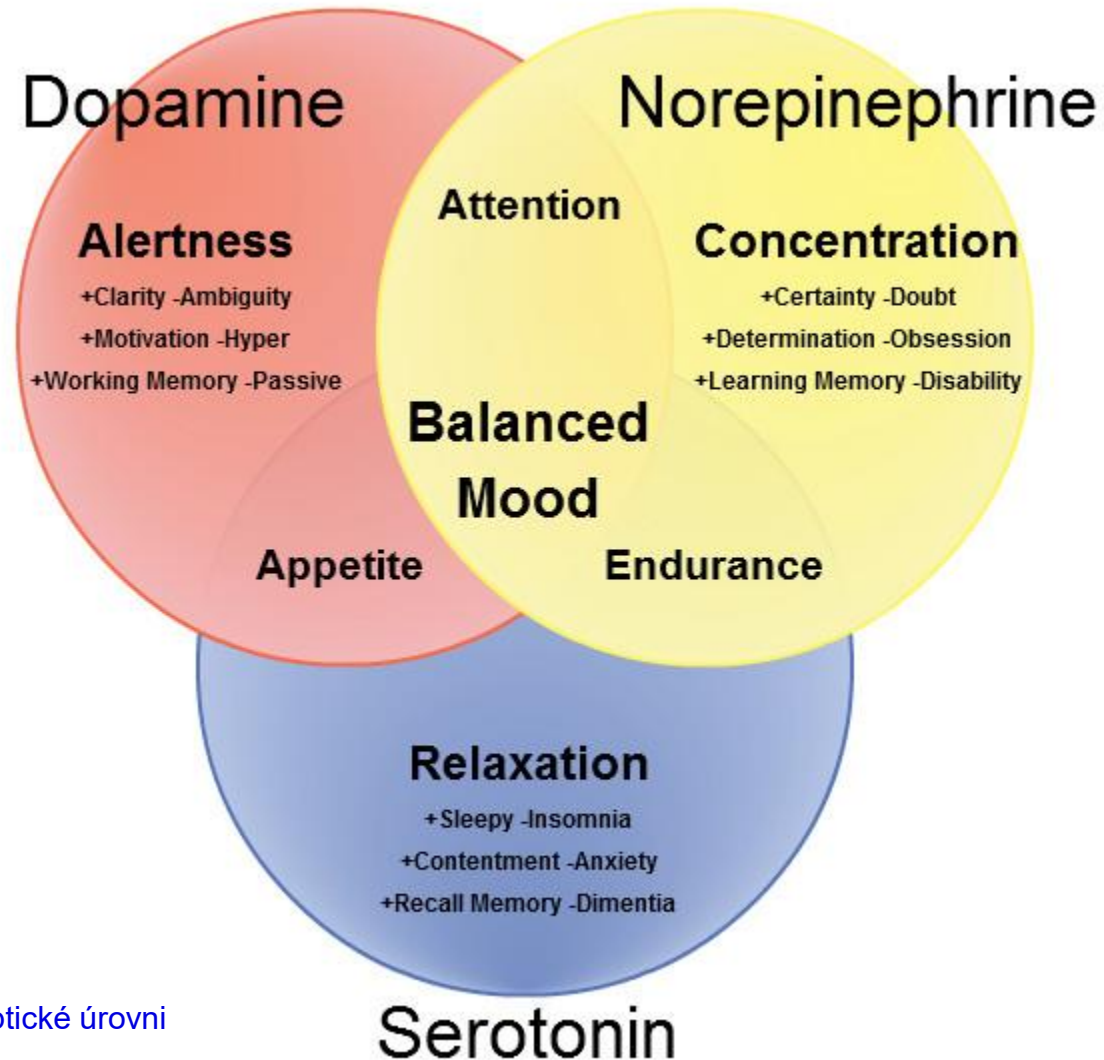 Dopamine
Norepinephrine
Attention
Alertness
+Clarity -Ambiguity
+Motivation -Hyper
+Working Memory -Passive
Concentration
+Certainty -Doubt
+Determination -Obsession
+Learning Memory -Disability
Balanced
Mood
Appetite
Endurance
Relaxation
+Sleepy -Insomnia
+Contentment -Anxiety
+Recall Memory -Dimentia
úrovni
Serotonin